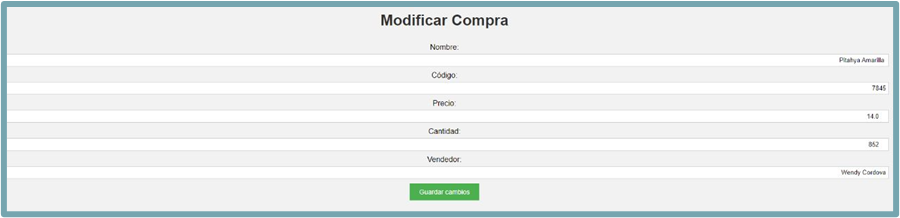 Modificar Compra
Nombre:
Pitahya Amarilla
Código:
7845
Precio:
14.0
Cantidad:
852
Vendedor:
Wendy Cordova
Guardar cambios